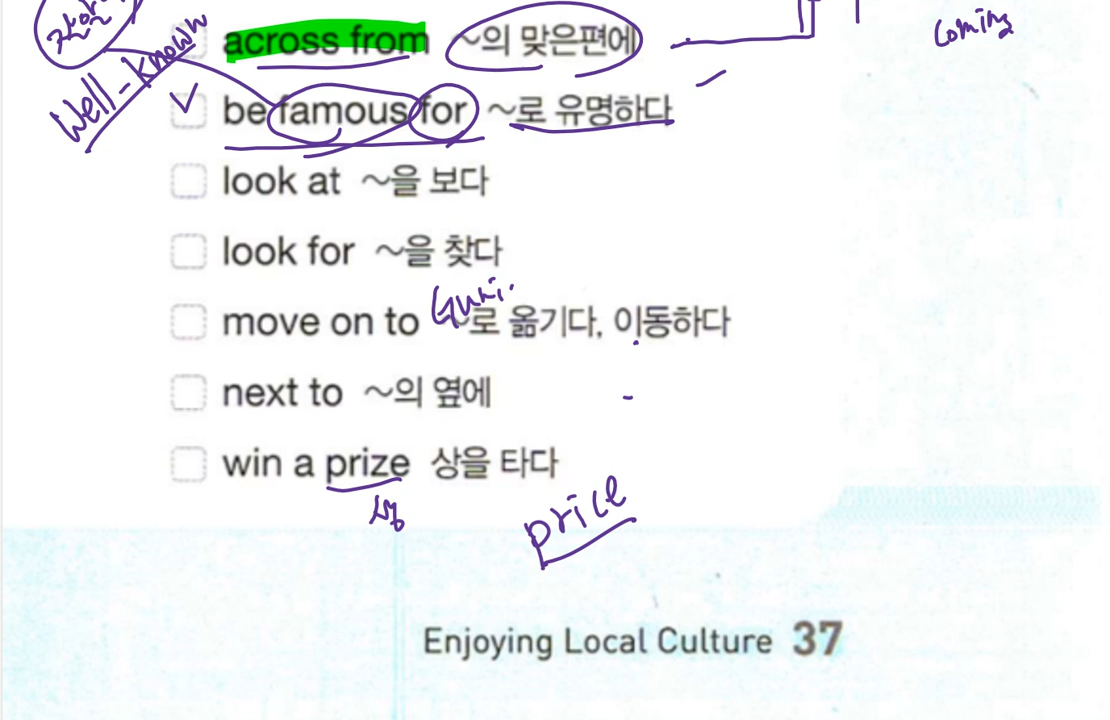 coming
across from ~의 맞은편에
Well-known
be famous for ~로 유명하다
look at ~을 보다
look for ~을 찾다
move on to ~로 옮기다, 이동하다
next to ~의 옆에
win a prize 상을 타다
상
price
Enjoying Local Culture 37